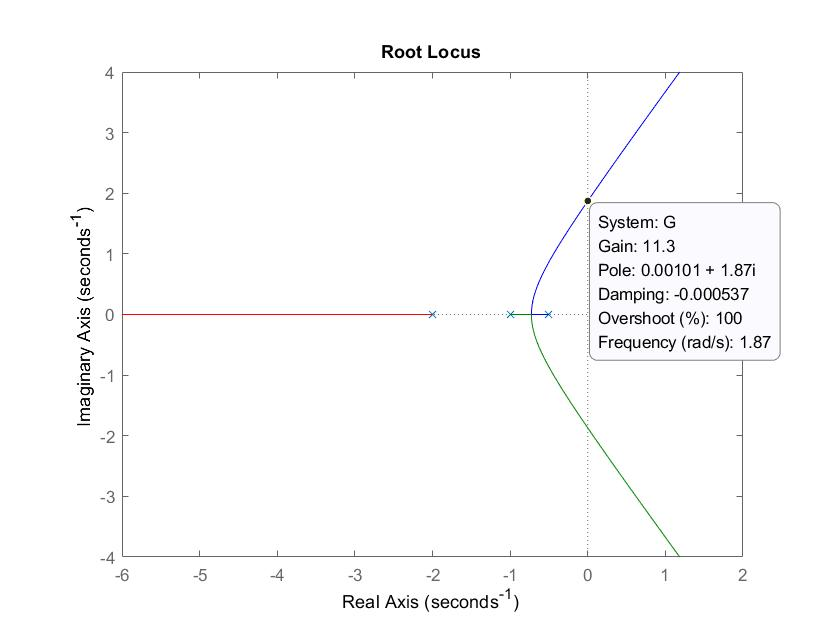 Root Locus
4
3
2
1
0
-1
-2
-3
-4
Imaginary Axis (seconds⁻¹)
System: G
Gain: 11.3
Pole: 0.00101 + 1.87i
Damping: -0.000537
Overshoot (%): 100
Frequency (rad/s): 1.87
-6 -5 -4 -3 -2 -1 0 1 2
Real Axis (seconds⁻¹)